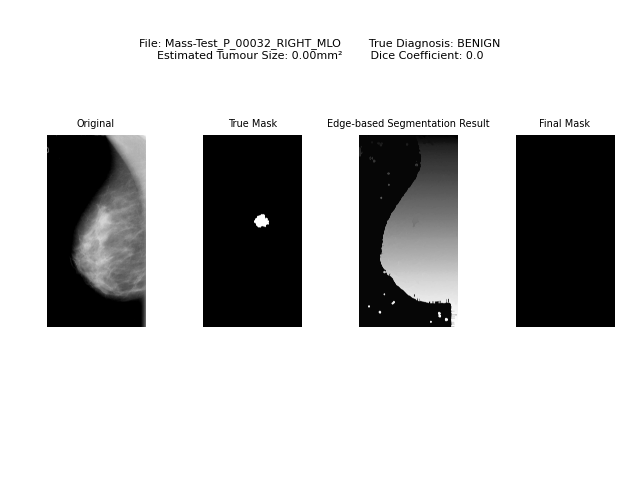 File: Mass-Test_P_00032_RIGHT_MLO        True Diagnosis: BENIGN
Estimated Tumour Size: 0.00mm²        Dice Coefficient: 0.0
Original
True Mask
Edge-based Segmentation Result
Final Mask